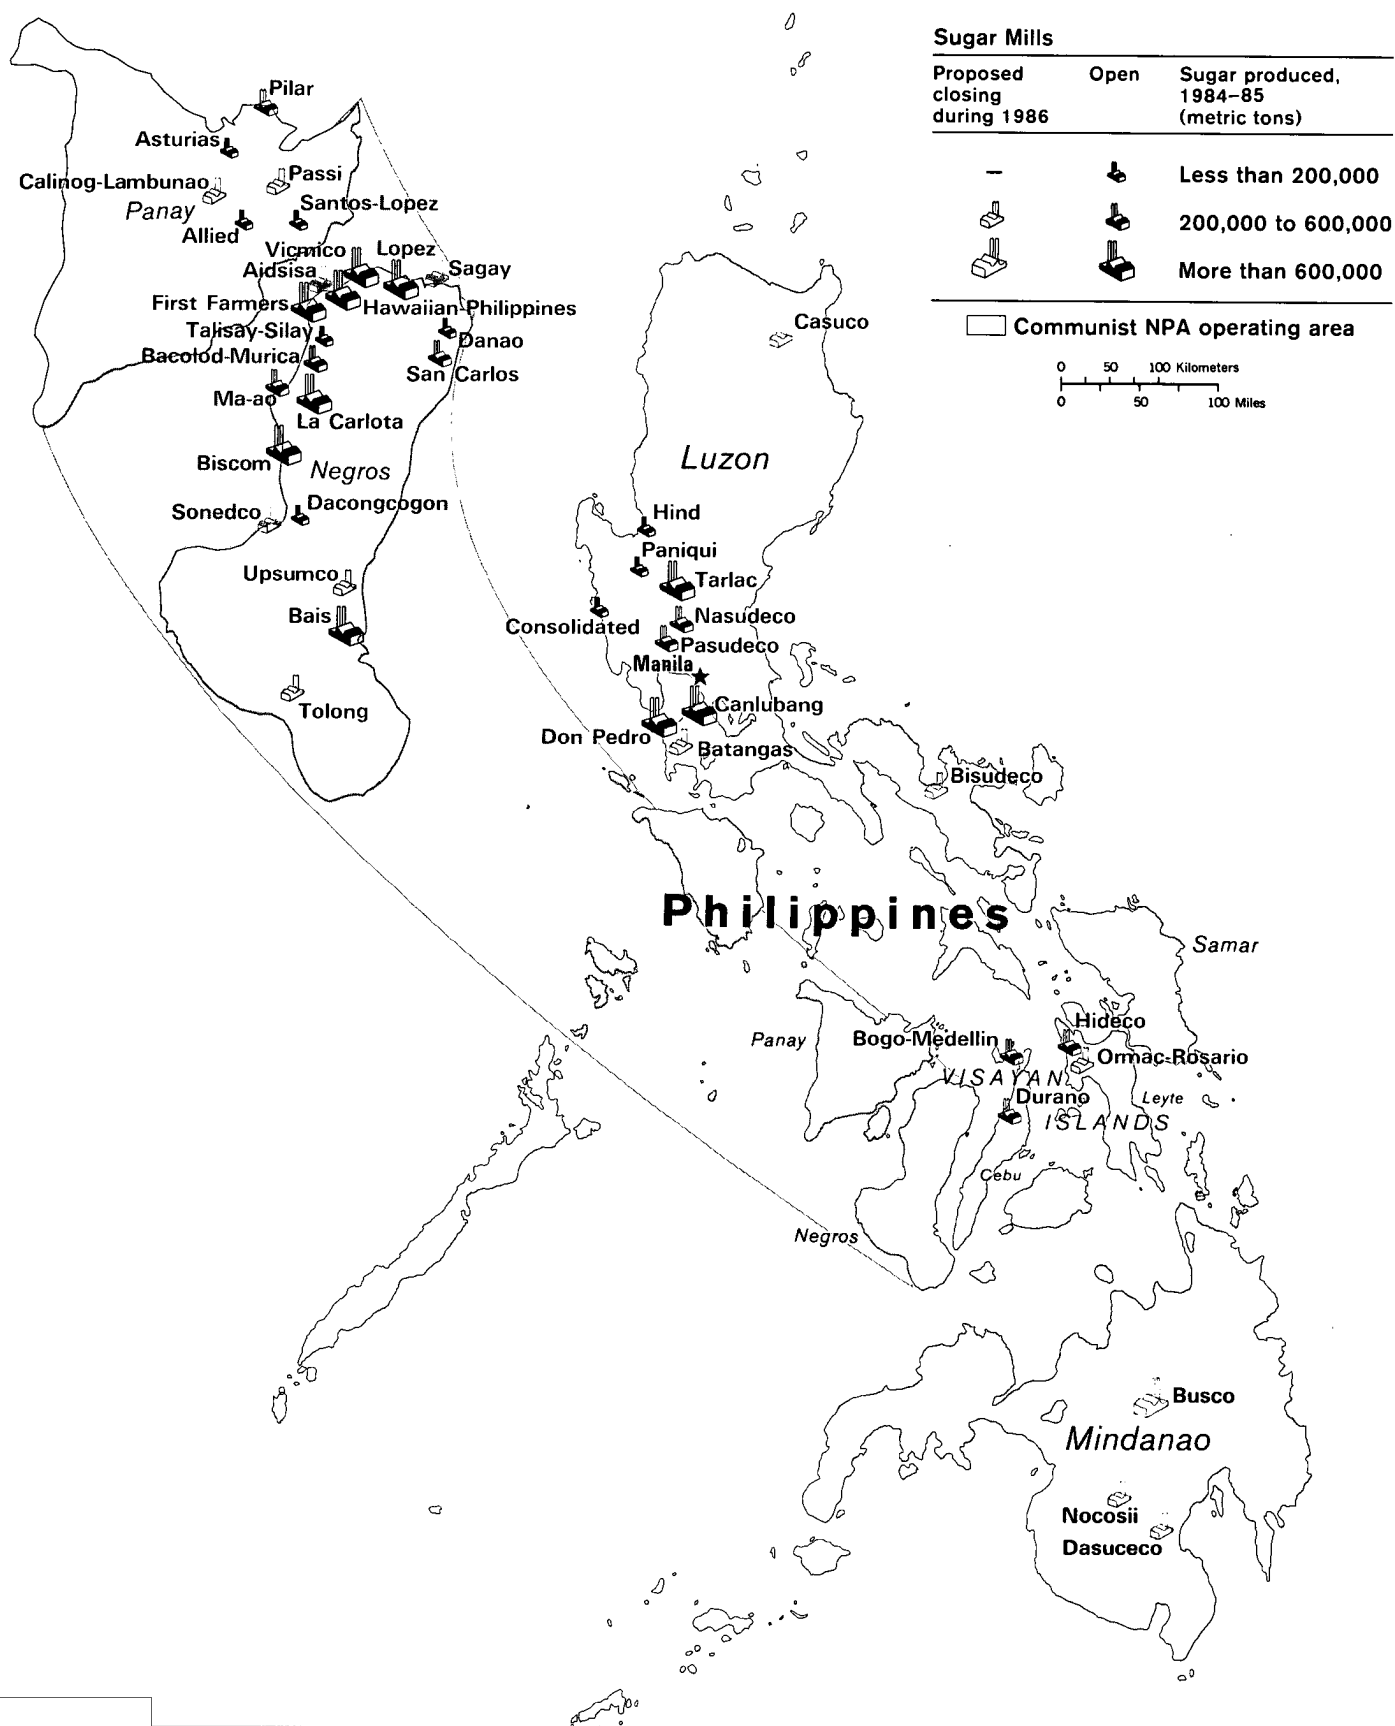 Sugar Mills
Proposed closing during 1986
Open
Sugar produced, 1984–85 (metric tons)
– Less than 200,000
200,000 to 600,000
More than 600,000
Communist NPA operating area
0 50 100 Kilometers
0 50 100 Miles
Pilar
Asturias
Passi
Calinog-Lambunao
Panay
Santos-Lopez
Allied
Vicmico
Lopez
Aidsisa
Sagay
First Farmers
Hawaiian-Philippines
Talisay-Silay
Danao
Bacolod-Murica
San Carlos
Ma-ao
La Carlota
Biscom
Negros
Sonedco
Dacongcogon
Upsumco
Bais
Tolong
Casuco
Luzon
Hind
Paniqui
Tarlac
Consolidated
Nasudeco
Pasudeco
Manila
Canlubang
Don Pedro
Batangas
Bisudeco
Philippines
Samar
Hideco
Panay
Bogo-Medellin
Ormac-Rosario
VISAYAN
Durano
Leyte
ISLANDS
Cebu
Negros
Busco
Mindanao
Nocosii
Dasuceco